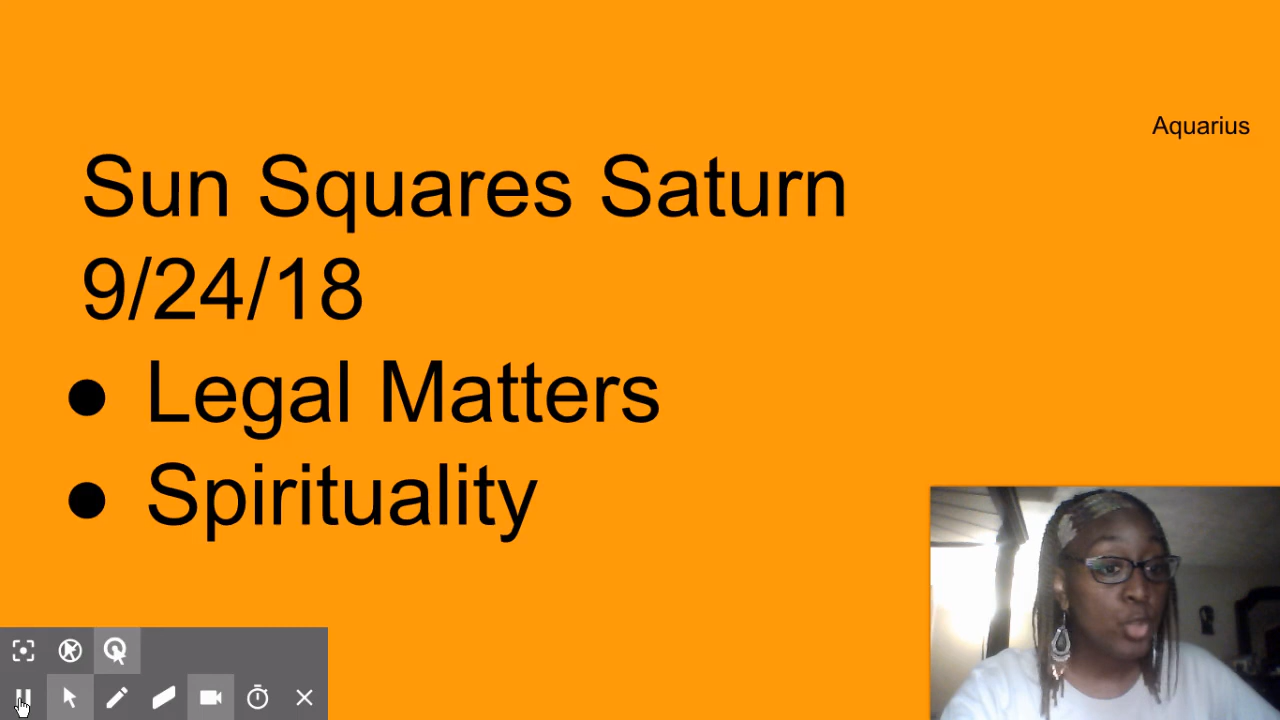 Aquarius
Sun Squares Saturn
9/24/18
● Legal Matters
● Spirituality